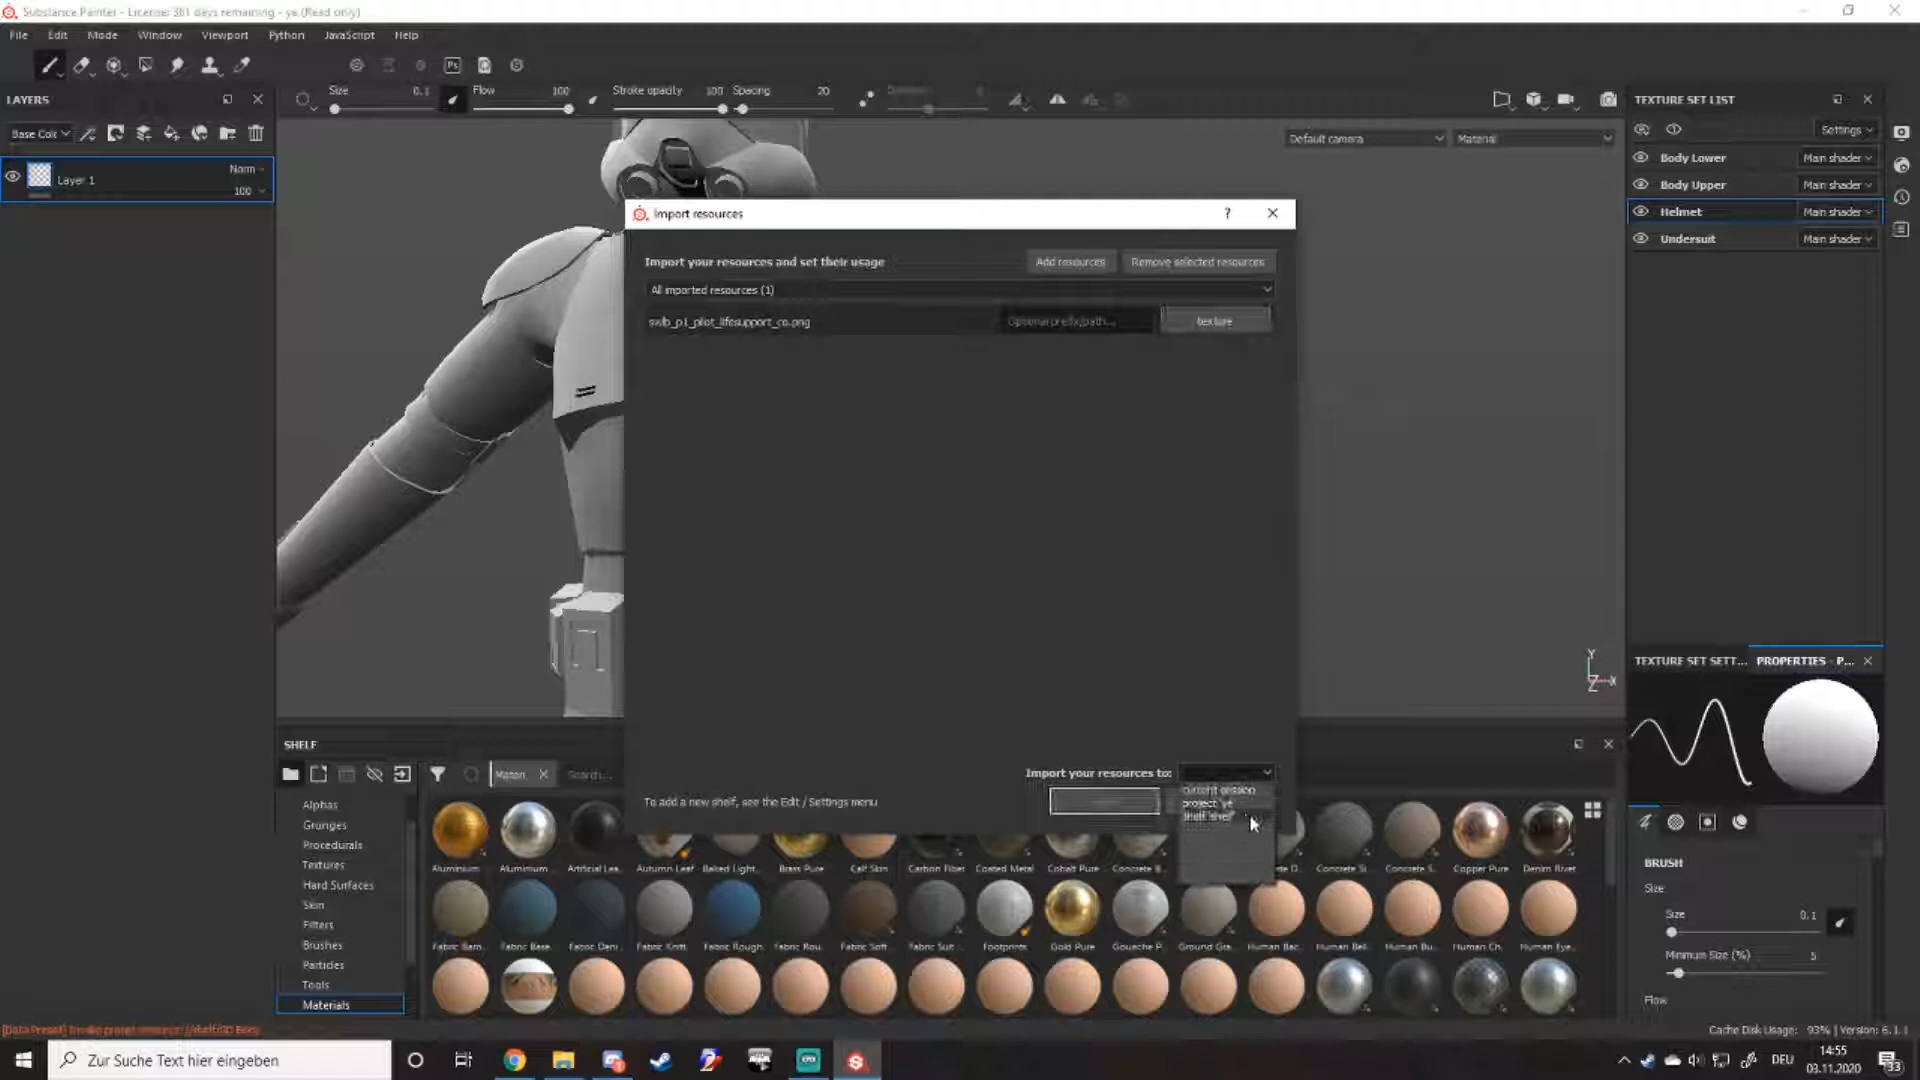 Substance Painter - License: 381 days remaining - ye (Read only)
File Edit Mode Window Viewport Python JavaScript Help
Size 0.1 Flow 100 Stroke opacity 100 Spacing 20
LAYERS
TEXTURE SET LIST
Base Col
Settings
Default camera
Material
Layer 1
Norm
100
Body Lower Main shader
Body Upper Main shader
Helmet Main shader
Undersuit Main shader
Import resources
?
Import your resources and set their usage
Add resources
Remove selected resources
All imported resources (1)
swlb_p1_pilot_lifesupport_co.png
texture
Y
Z
X
TEXTURE SET SETT...
PROPERTIES - P...
SHELF
Materi
Search...
Import your resources to:
To add a new shelf, see the Edit / Settings menu
current session
project 'ye'
shelf 'shelf'
Alphas
Grunges
Procedurals
Textures
Hard Surfaces
Skin
Filters
Brushes
Particles
Tools
Materials
Aluminium... Aluminium... Artificial Lea... Autumn Leaf Baked Light... Brass Pure Calf Skin Carbon Fiber Coated Metal Cobalt Pure Concrete B... Concrete Si... Concrete S... Copper Pure Denim Rivet
Fabric Bam... Fabric Base... Fabric Deni... Fabric Knitt... Fabric Rough Fabric Rou... Fabric Soft ... Fabric Suit ... Footprints Gold Pure Gouache P... Ground Gra... Human Bac... Human Bell... Human Bu... Human Ch... Human Eye...
BRUSH
Size
Size 0.1
Minimum Size (%) 5
Flow
Cache Disk Usage: 93% | Version: 6.1.1
Zur Suche Text hier eingeben
DEU
14:55
03.11.2020
33